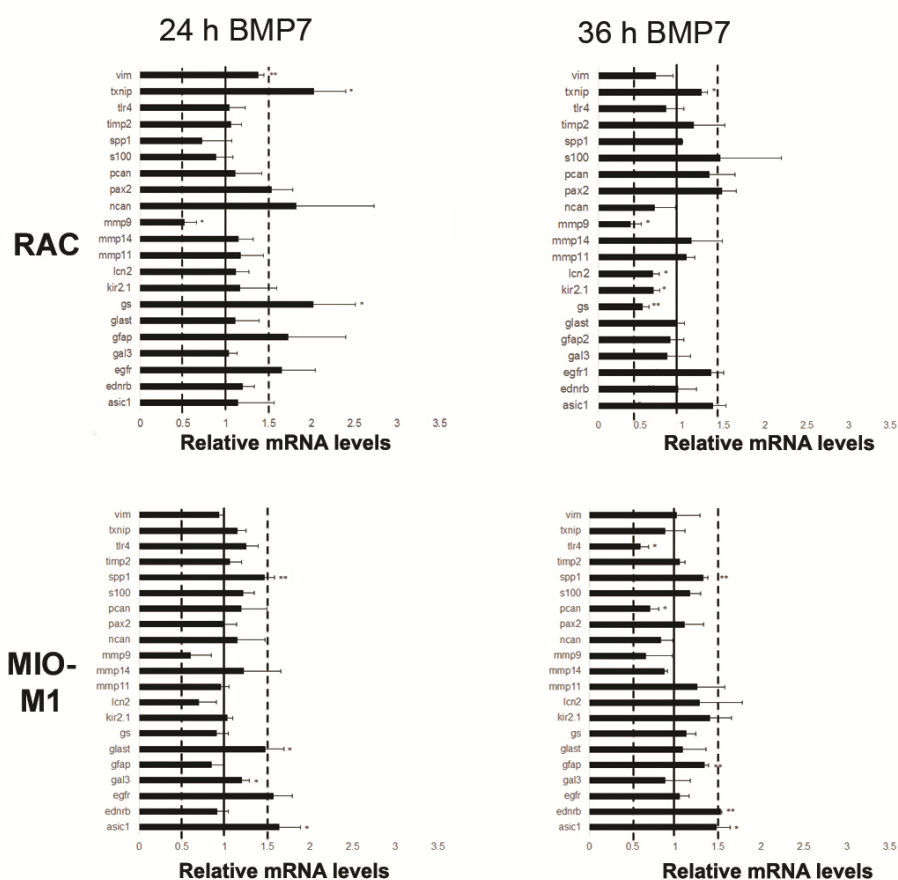 24 h BMP7
36 h BMP7
RAC
vim **
txnip *
tlr4
timp2
spp1
s100
pcan
pax2
ncan
mmp9 *
mmp14
mmp11
lcn2
kir2.1
gs *
glast
gfap
gal3
egfr
ednrb
asic1
0 0.5 1 1.5 2 2.5 3 3.5
Relative mRNA levels
vim
txnip *
tlr4
timp2
spp1
s100
pcan
pax2
ncan
mmp9 *
mmp14
mmp11
lcn2 *
kir2.1 *
gs **
glast
gfap2
gal3
egfr1
ednrb
asic1
0 0.5 1 1.5 2 2.5 3 3.5
Relative mRNA levels
MIO-
M1
vim
txnip
tlr4
timp2
spp1 **
s100
pcan
pax2
ncan
mmp9
mmp14
mmp11
lcn2
kir2.1
gs
glast *
gfap
gal3 *
egfr
ednrb
asic1 *
0 0.5 1 1.5 2 2.5 3 3.5
Relative mRNA levels
vim
txnip
tlr4 *
timp2
spp1 **
s100
pcan *
pax2
ncan
mmp9
mmp14
mmp11
lcn2
kir2.1
gs
glast
gfap **
gal3
egfr
ednrb **
asic1 *
0 0.5 1 1.5 2 2.5 3 3.5
Relative mRNA levels